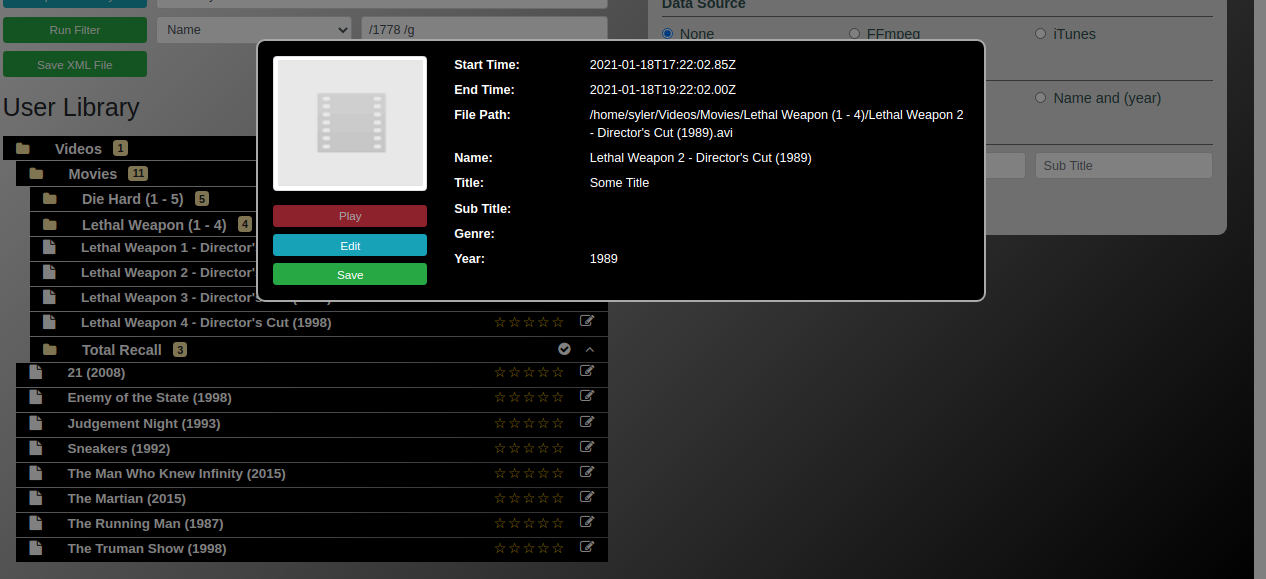 Data Source
Run Filter
Name
/1778 /g
None
FFmpeg
iTunes
Save XML File
Name and (year)
Sub Title
User Library
Videos 1
Movies 11
Die Hard (1 - 5) 5
Lethal Weapon (1 - 4) 4
Lethal Weapon 1 - Director's
Lethal Weapon 2 - Director's
Lethal Weapon 3 - Director's
Lethal Weapon 4 - Director's Cut (1998)
Total Recall 3
21 (2008)
Enemy of the State (1998)
Judgement Night (1993)
Sneakers (1992)
The Man Who Knew Infinity (2015)
The Martian (2015)
The Running Man (1987)
The Truman Show (1998)
Play
Edit
Save
Start Time: 2021-01-18T17:22:02.85Z
End Time: 2021-01-18T19:22:02.00Z
File Path: /home/syler/Videos/Movies/Lethal Weapon (1 - 4)/Lethal Weapon 2
- Director's Cut (1989).avi
Name: Lethal Weapon 2 - Director's Cut (1989)
Title: Some Title
Sub Title:
Genre:
Year: 1989